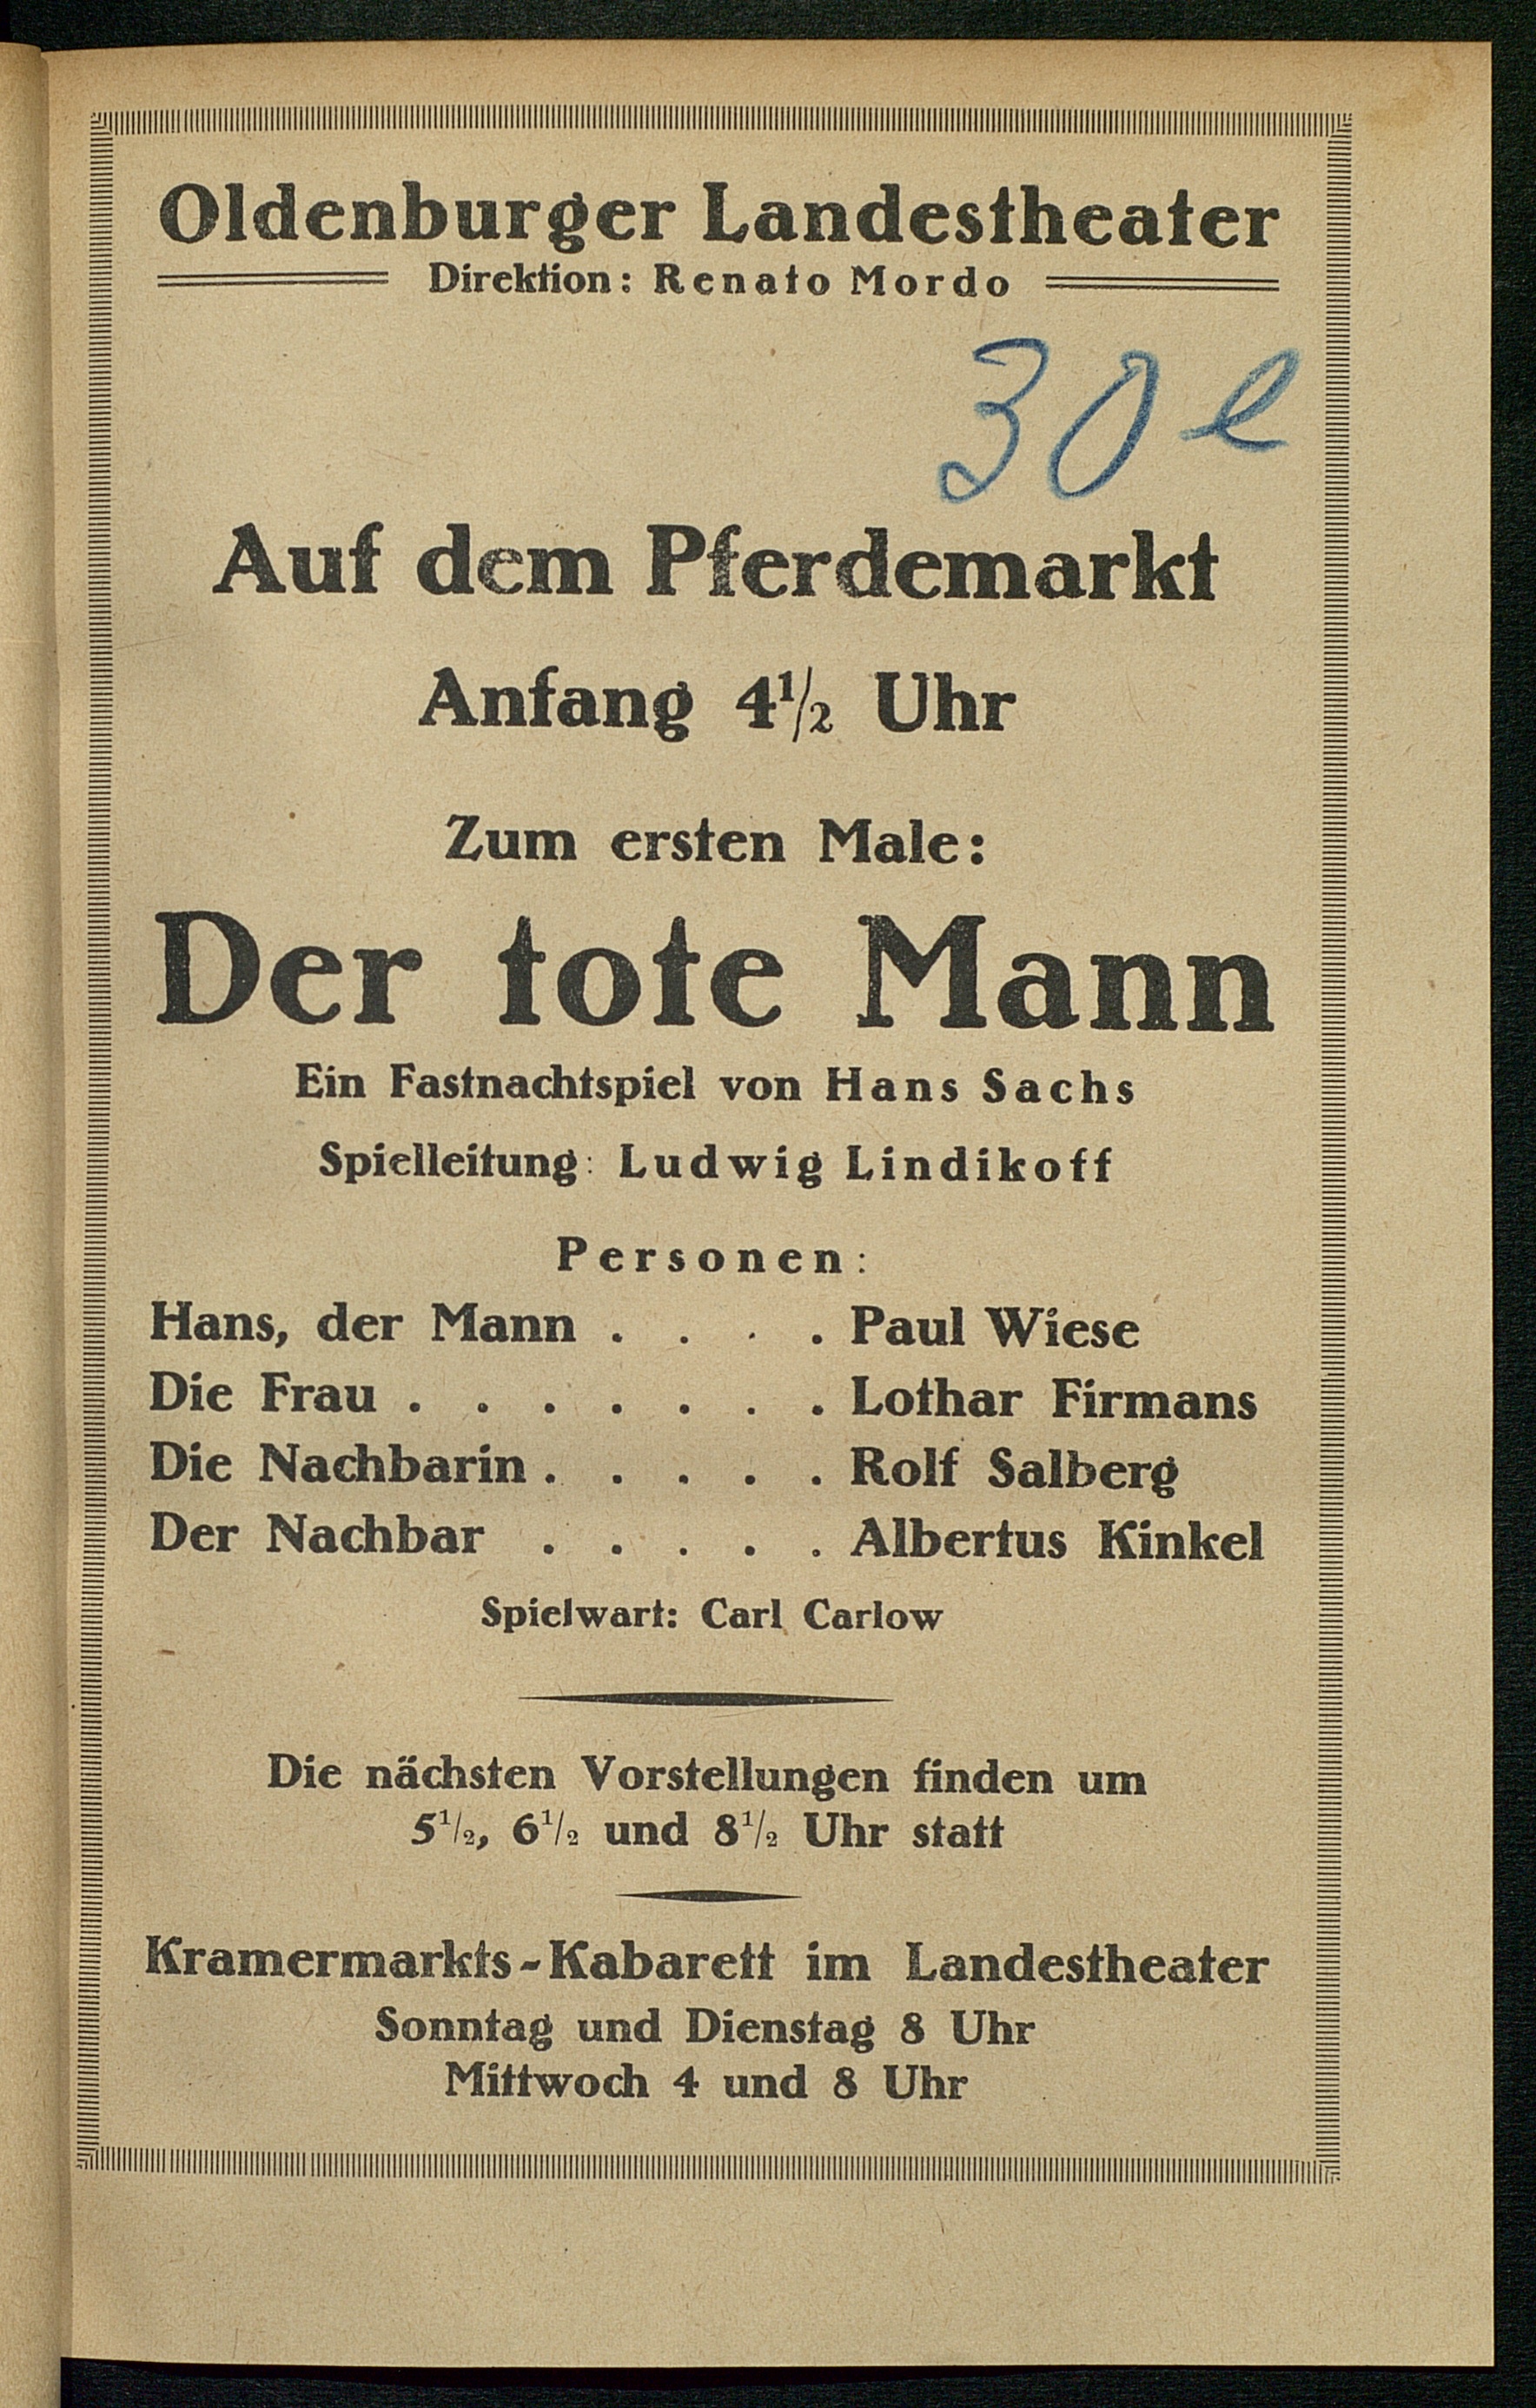 Oldenburger Landestheater
Direktion: Renato Mordo
30 e
Auf dem Pferdemarkt
Anfang 4½ Uhr
Zum ersten Male:
Der tote Mann
Ein Fastnachtspiel von Hans Sachs
Spielleitung: Ludwig Lindikoff
Personen:
Hans, der Mann . . . . Paul Wiese
Die Frau . . . . . . . Lothar Firmans
Die Nachbarin . . . . . Rolf Salberg
Der Nachbar . . . . . Albertus Kinkel
Spielwart: Carl Carlow
Die nächsten Vorstellungen finden um
5½, 6½ und 8½ Uhr statt
Kramermarkts-Kabarett im Landestheater
Sonntag und Dienstag 8 Uhr
Mittwoch 4 und 8 Uhr